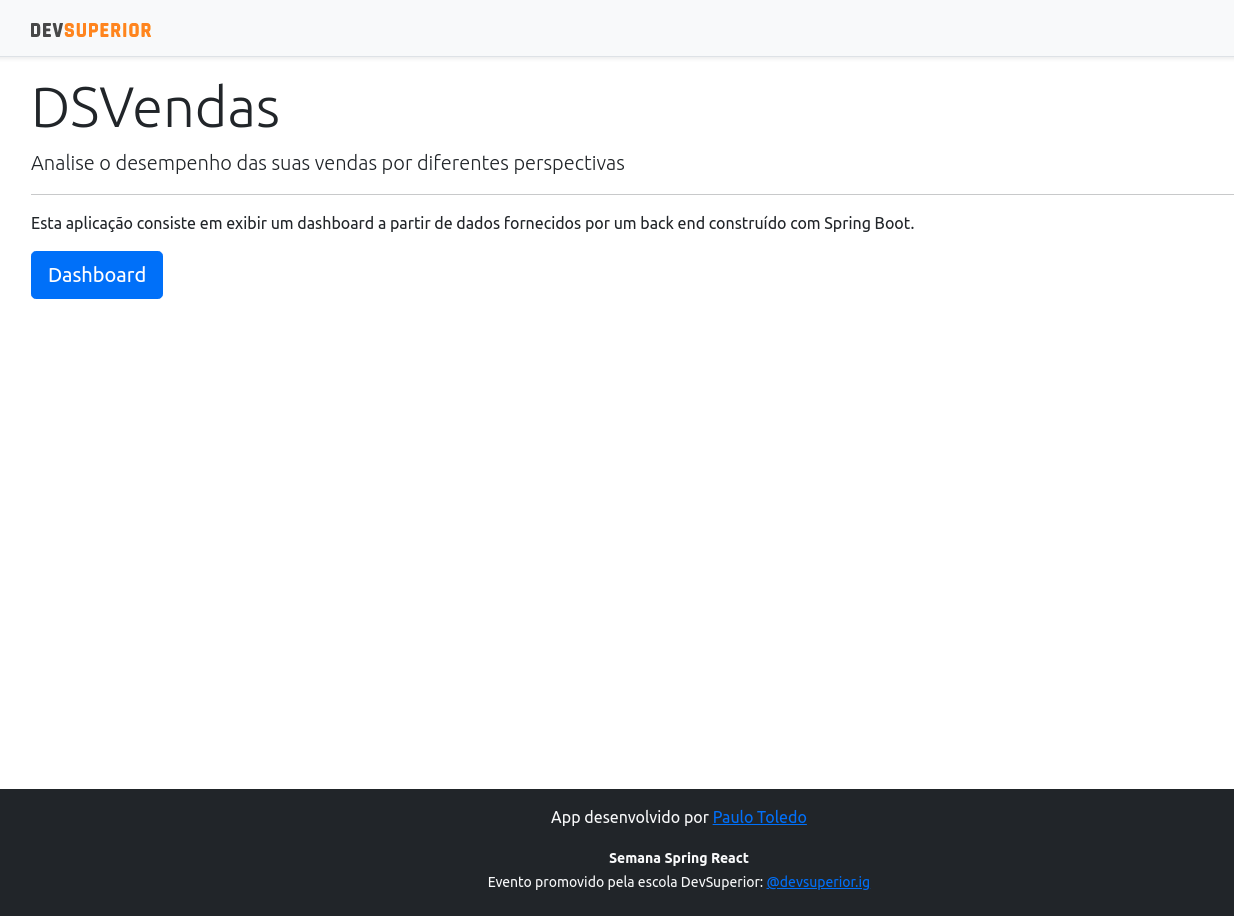 DEVSUPERIOR
DSVendas
Analise o desempenho das suas vendas por diferentes perspectivas
Esta aplicação consiste em exibir um dashboard a partir de dados fornecidos por um back end construído com Spring Boot.
Dashboard
App desenvolvido por Paulo Toledo
Semana Spring React
Evento promovido pela escola DevSuperior: @devsuperior.ig